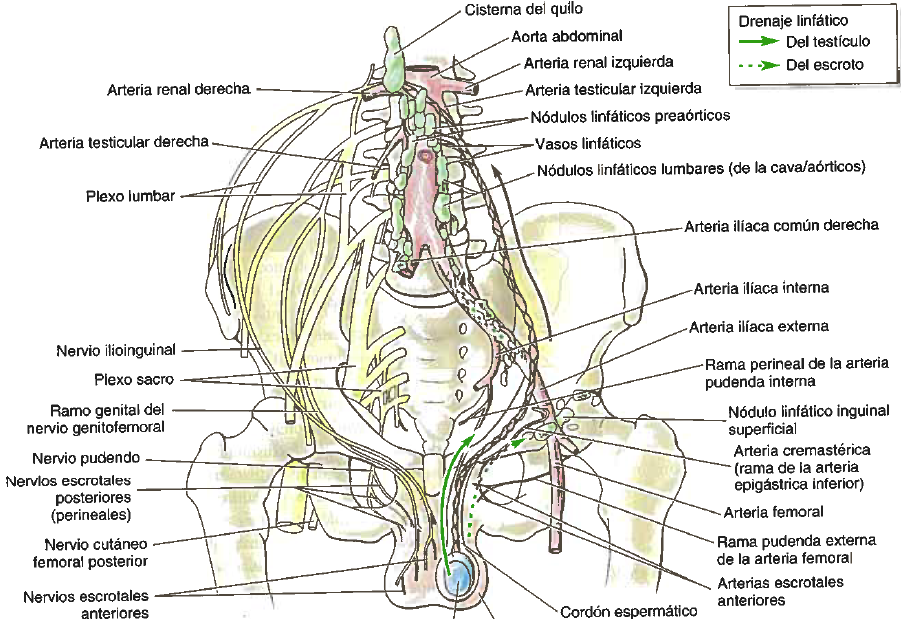 Cisterna del quilo
Aorta abdominal
Arteria renal izquierda
Arteria testicular izquierda
Nódulos linfáticos preaórticos
Vasos linfáticos
Nódulos linfáticos lumbares (de la cava/aórticos)
Arteria ilíaca común derecha
Arteria ilíaca interna
Arteria ilíaca externa
Rama perineal de la arteria
pudenda interna
Nódulo linfático inguinal
superficial
Arteria cremastérica
(rama de la arteria
epigástrica inferior)
Arteria femoral
Rama pudenda externa
de la arteria femoral
Arterias escrotales
anteriores
Cordón espermático
Drenaje linfático
Del testículo
Del escroto
Arteria renal derecha
Arteria testicular derecha
Plexo lumbar
Nervio ilioinguinal
Plexo sacro
Ramo genital del
nervio genitofemoral
Nervio pudendo
Nervios escrotales
posteriores
(perineales)
Nervio cutáneo
femoral posterior
Nervios escrotales
anteriores